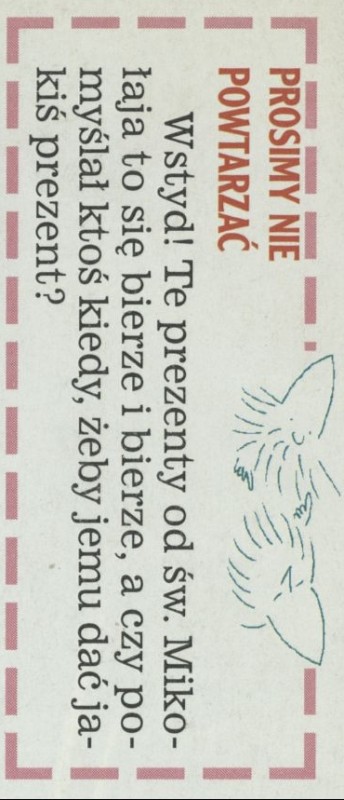 PROSIMY NIE
POWTARZAĆ
Wstyd! Te prezenty od św. Miko-
łaja to się bierze i bierze, a czy po-
myślał ktoś kiedy, żeby jemu dać ja-
kiś prezent?